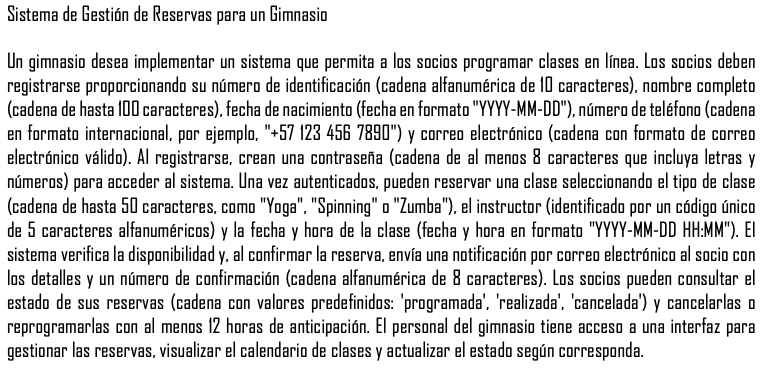 Sistema de Gestión de Reservas para un Gimnasio
Un gimnasio desea implementar un sistema que permita a los socios programar clases en línea. Los socios deben
registrarse proporcionando su número de identificación (cadena alfanumérica de 10 caracteres), nombre completo
(cadena de hasta 100 caracteres), fecha de nacimiento (fecha en formato "YYYY-MM-DD"), número de teléfono (cadena
en formato internacional, por ejemplo, "+57 123 456 7890") y correo electrónico (cadena con formato de correo
electrónico válido). Al registrarse, crean una contraseña (cadena de al menos 8 caracteres que incluya letras y
números) para acceder al sistema. Una vez autenticados, pueden reservar una clase seleccionando el tipo de clase
(cadena de hasta 50 caracteres, como "Yoga", "Spinning" o "Zumba"), el instructor (identificado por un código único
de 5 caracteres alfanuméricos) y la fecha y hora de la clase (fecha y hora en formato "YYYY-MM-DD HH:MM"). El
sistema verifica la disponibilidad y, al confirmar la reserva, envía una notificación por correo electrónico al socio con
los detalles y un número de confirmación (cadena alfanumérica de 8 caracteres). Los socios pueden consultar el
estado de sus reservas (cadena con valores predefinidos: 'programada', 'realizada', 'cancelada') y cancelarlas o
reprogramarlas con al menos 12 horas de anticipación. El personal del gimnasio tiene acceso a una interfaz para
gestionar las reservas, visualizar el calendario de clases y actualizar el estado según corresponda.